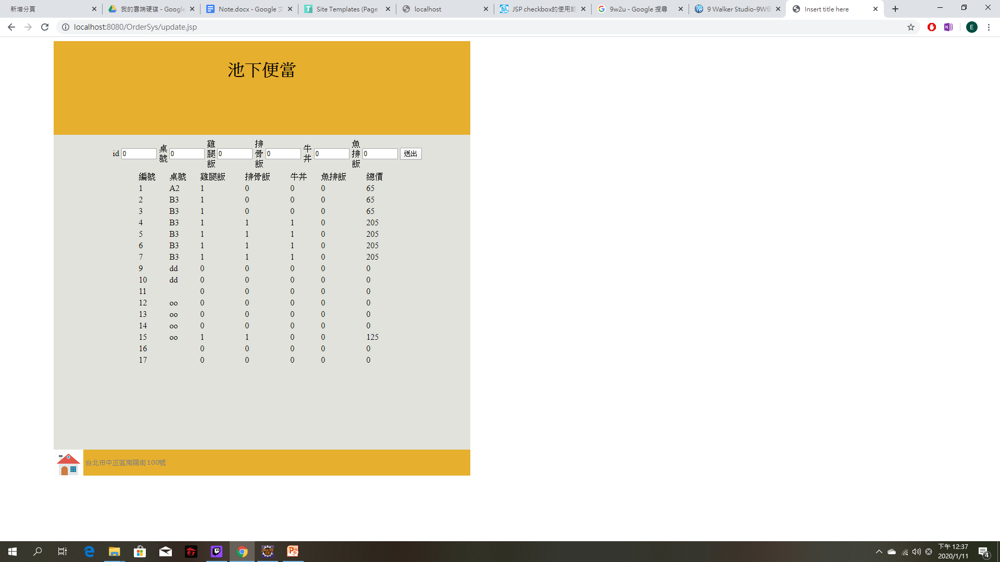 新增分頁
我的雲端硬碟 - Google
Note.docx - Google 文
Site Templates (Page
localhost
JSP checkbox的使用範
9w2u - Google 搜尋
9 Walker Studio-9W個
Insert title here
localhost:8080/OrderSys/update.jsp
E
池下便當
id 0 桌號 0 雞腿飯 0 排骨飯 0 牛丼 0 魚排飯 0 送出
編號 桌號 雞腿飯 排骨飯 牛丼 魚排飯 總價
1 A2 1 0 0 0 65
2 B3 1 0 0 0 65
3 B3 1 0 0 0 65
4 B3 1 1 1 0 205
5 B3 1 1 1 0 205
6 B3 1 1 1 0 205
7 B3 1 1 1 0 205
9 dd 0 0 0 0 0
10 dd 0 0 0 0 0
11 0 0 0 0 0
12 oo 0 0 0 0 0
13 oo 0 0 0 0 0
14 oo 0 0 0 0 0
15 oo 1 1 0 0 125
16 0 0 0 0 0
17 0 0 0 0 0
台北市中正區南陽街100號
下午 12:37
2020/1/11
4